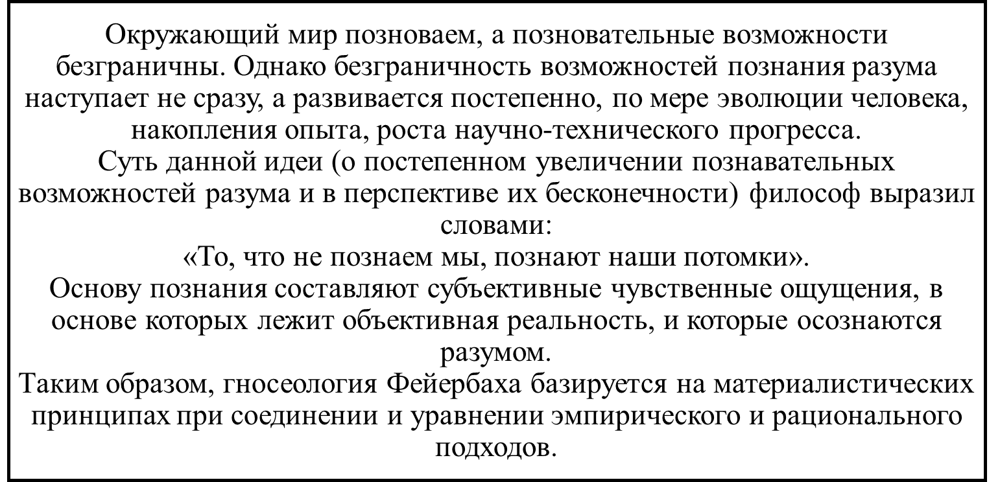 Окружающий мир позноваем, а позновательные возможности
безграничны. Однако безграничность возможностей познания разума
наступает не сразу, а развивается постепенно, по мере эволюции человека,
накопления опыта, роста научно-технического прогресса.
Суть данной идеи (о постепенном увеличении познавательных
возможностей разума и в перспективе их бесконечности) философ выразил
словами:
«То, что не познаем мы, познают наши потомки».
Основу познания составляют субъективные чувственные ощущения, в
основе которых лежит объективная реальность, и которые осознаются
разумом.
Таким образом, гносеология Фейербаха базируется на материалистических
принципах при соединении и уравнении эмпирического и рационального
подходов.